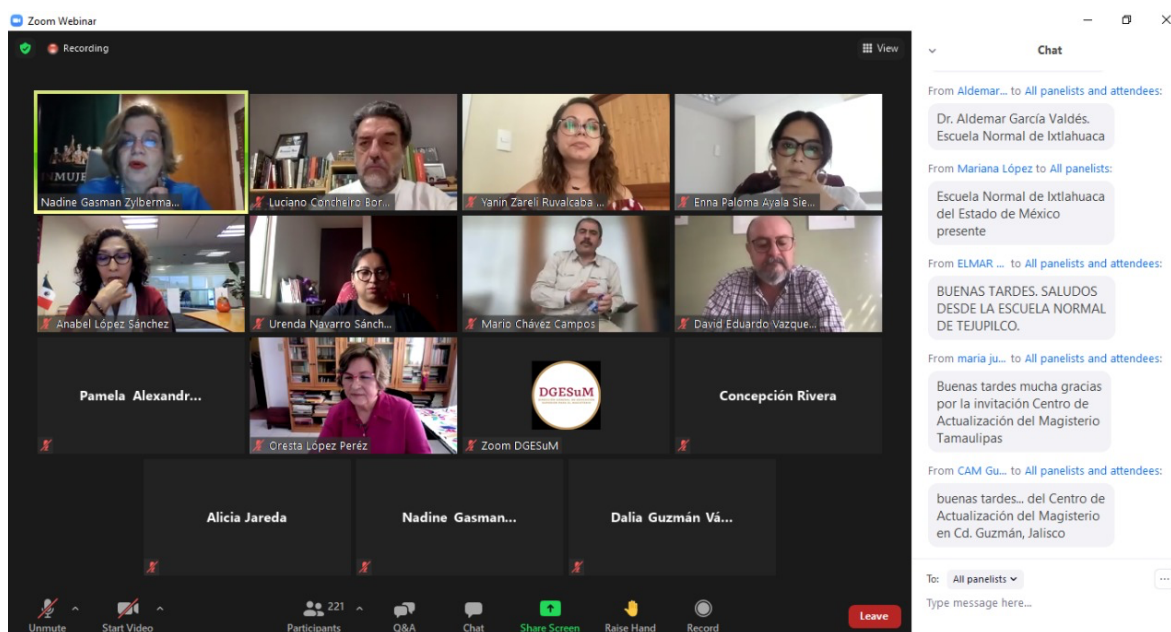 Zoom Webinar
Recording
View
INMUJE
Nadine Gasman Zylberma...
Luciano Concheiro Bor...
Yanin Zareli Ruvalcaba ...
Enna Paloma Ayala Sie...
Anabel López Sánchez
Urenda Navarro Sánch...
Mario Chávez Campos
David Eduardo Vazque...
Pamela Alexandr...
Oresta López Peréz
DGESuM
Zoom DGESuM
Concepción Rivera
Alicia Jareda
Nadine Gasman...
Dalia Guzmán Vá...
Unmute
Start Video
221
Participants
Q&A
Chat
Share Screen
Raise Hand
Record
Leave
Chat
From Aldemar... to All panelists and attendees:
Dr. Aldemar García Valdés.
Escuela Normal de Ixtlahuaca
From Mariana López to All panelists:
Escuela Normal de Ixtlahuaca
del Estado de México
presente
From ELMAR ... to All panelists and attendees:
BUENAS TARDES. SALUDOS
DESDE LA ESCUELA NORMAL
DE TEJUPILCO.
From maria ju... to All panelists and attendees:
Buenas tardes mucha gracias
por la invitación Centro de
Actualización del Magisterio
Tamaulipas
From CAM Gu... to All panelists and attendees:
buenas tardes... del Centro de
Actualización del Magisterio
en Cd. Guzmán, Jalisco
To: All panelists
Type message here...